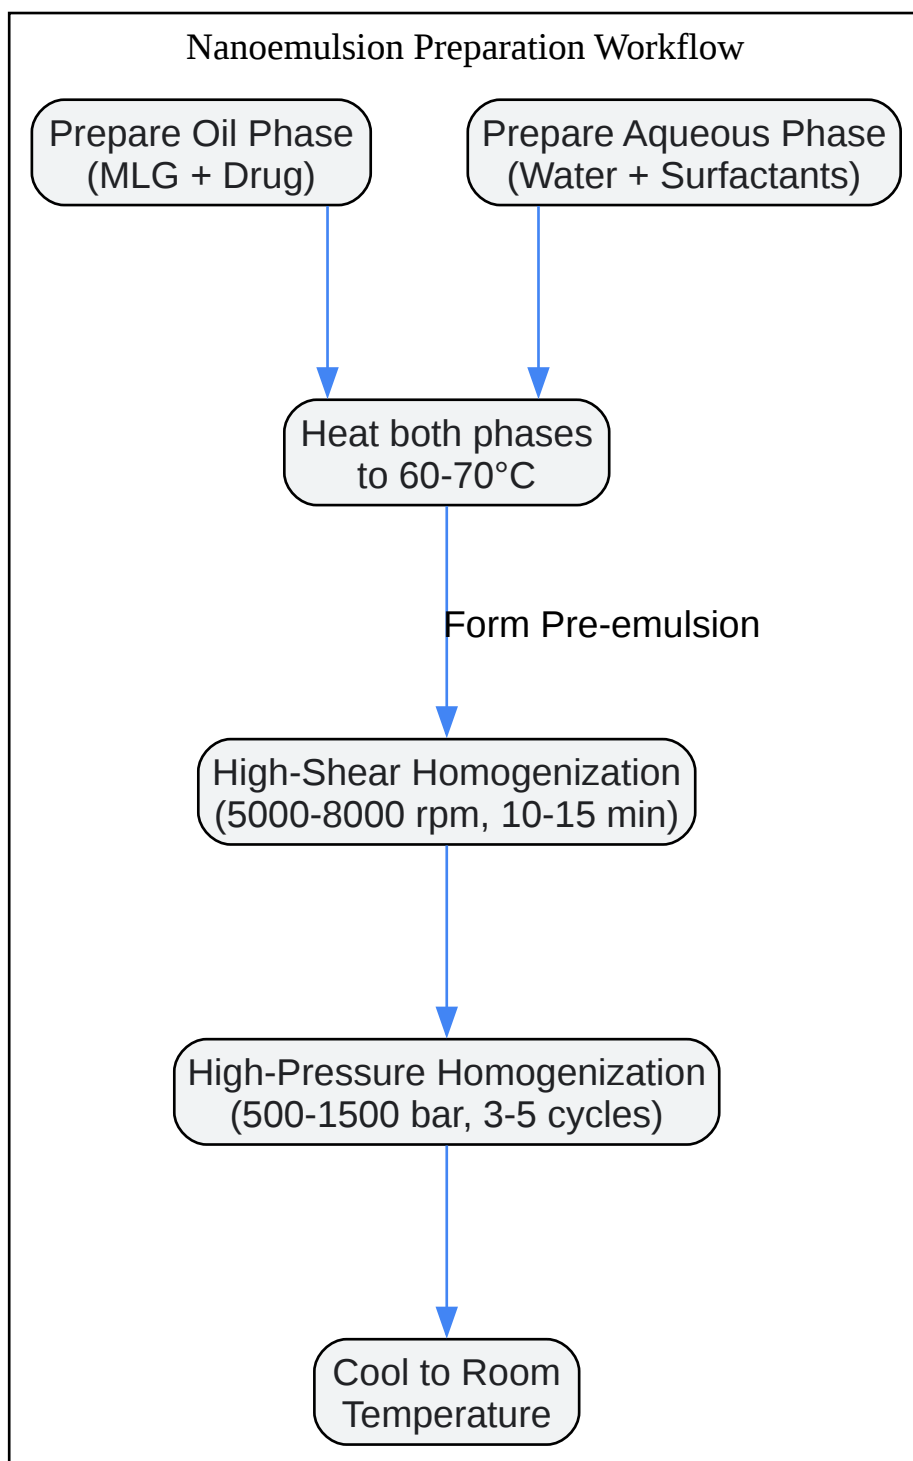 Nanoemulsion Preparation Workflow
Prepare Oil Phase
(MLG + Drug)
Prepare Aqueous Phase
(Water + Surfactants)
Heat both phases
to 60-70°C
Form Pre-emulsion
High-Shear Homogenization
(5000-8000 rpm, 10-15 min)
High-Pressure Homogenization
(500-1500 bar, 3-5 cycles)
Cool to Room
Temperature